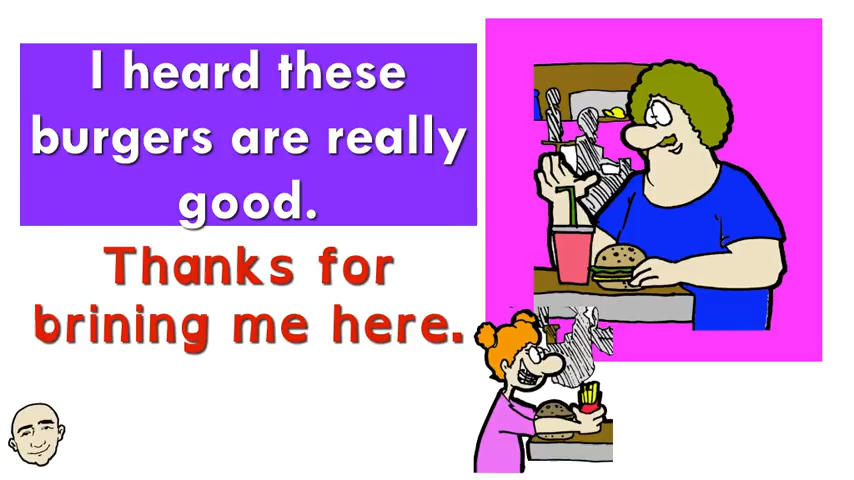 I heard these
burgers are really
good.
Thanks for
brining me here.